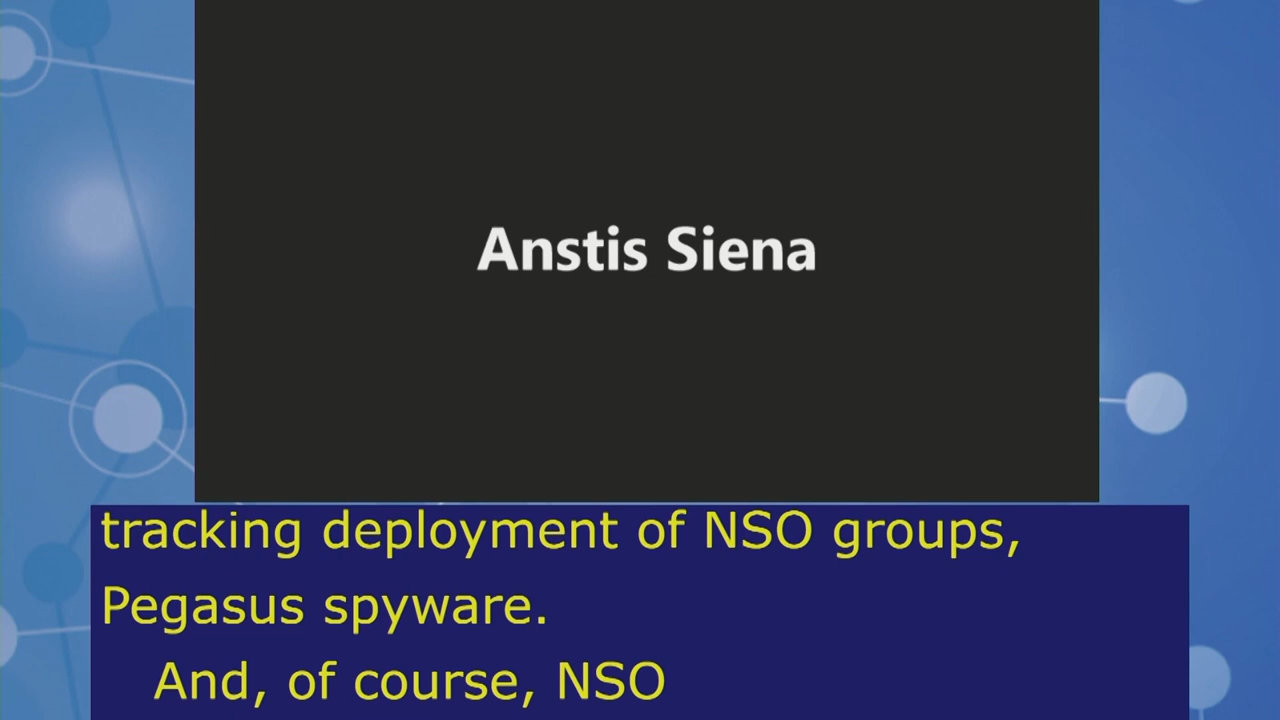 Anstis Siena
tracking deployment of NSO groups,
Pegasus spyware.
And, of course, NSO